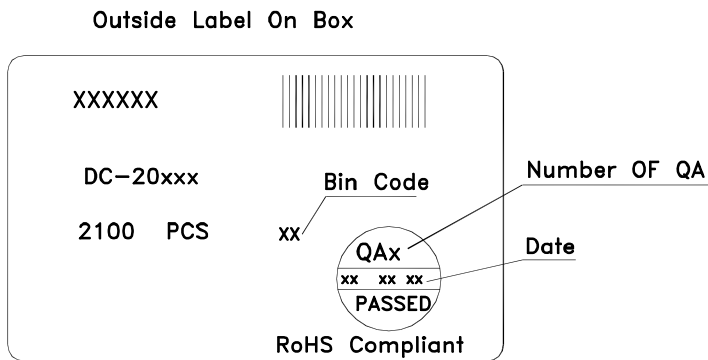 Outside Label On Box
XXXXXX
DC-20xxx
Bin Code
Number OF QA
2100 PCS
xx
QAx
Date
xx xx xx
PASSED
RoHS Compliant